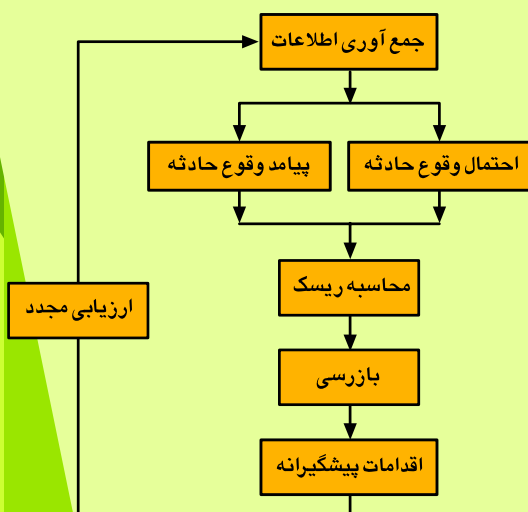 جمع آوری اطلاعات
احتمال وقوع حادثه
پیامد وقوع حادثه
محاسبه ریسک
ارزیابی مجدد
بازرسی
اقدامات پیشگیرانه